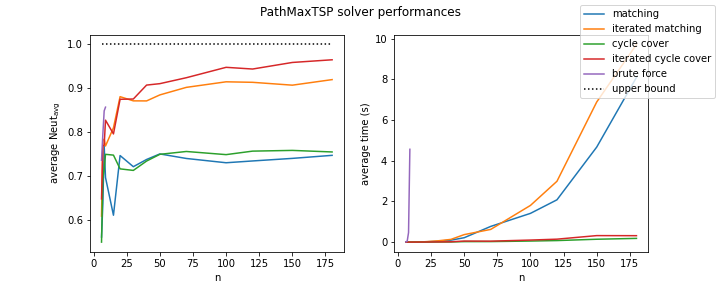 PathMaxTSP solver performances
matching
iterated matching
cycle cover
iterated cycle cover
brute force
upper bound
average Neut_avg
1.0
0.9
0.8
0.7
0.6
0 25 50 75 100 125 150 175
n
average time (s)
10
8
6
4
2
0
0 25 50 75 100 125 150 175
n